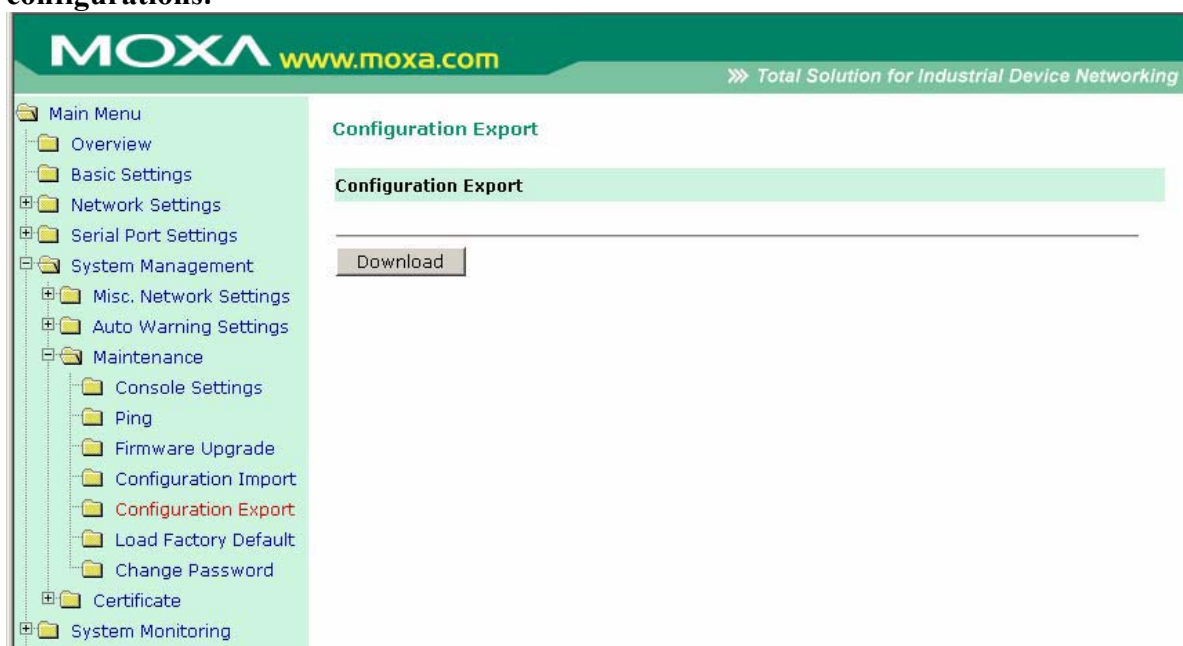 configurations.
MOXA www.moxa.com
Total Solution for Industrial Device Networking
Main Menu
Overview
Basic Settings
Network Settings
Serial Port Settings
System Management
Misc. Network Settings
Auto Warning Settings
Maintenance
Console Settings
Ping
Firmware Upgrade
Configuration Import
Configuration Export
Load Factory Default
Change Password
Certificate
System Monitoring
Configuration Export
Configuration Export
Download